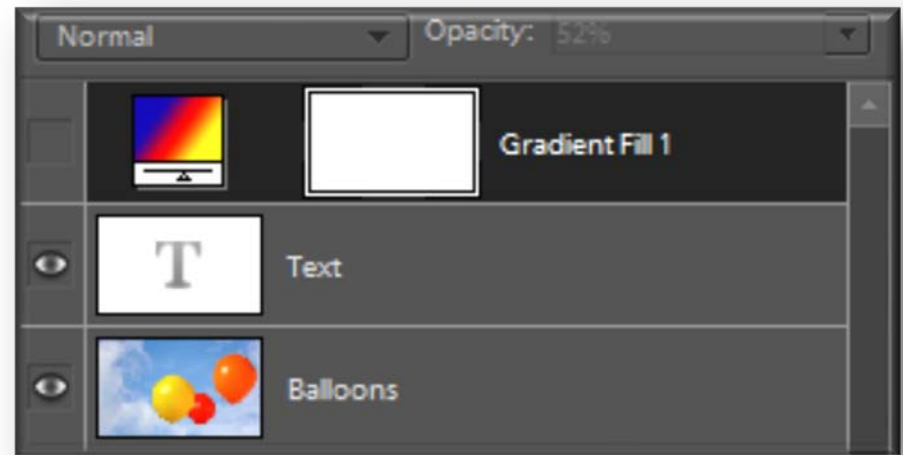 Normal Opacity: 52%
Gradient Fill 1
T
Text
Balloons